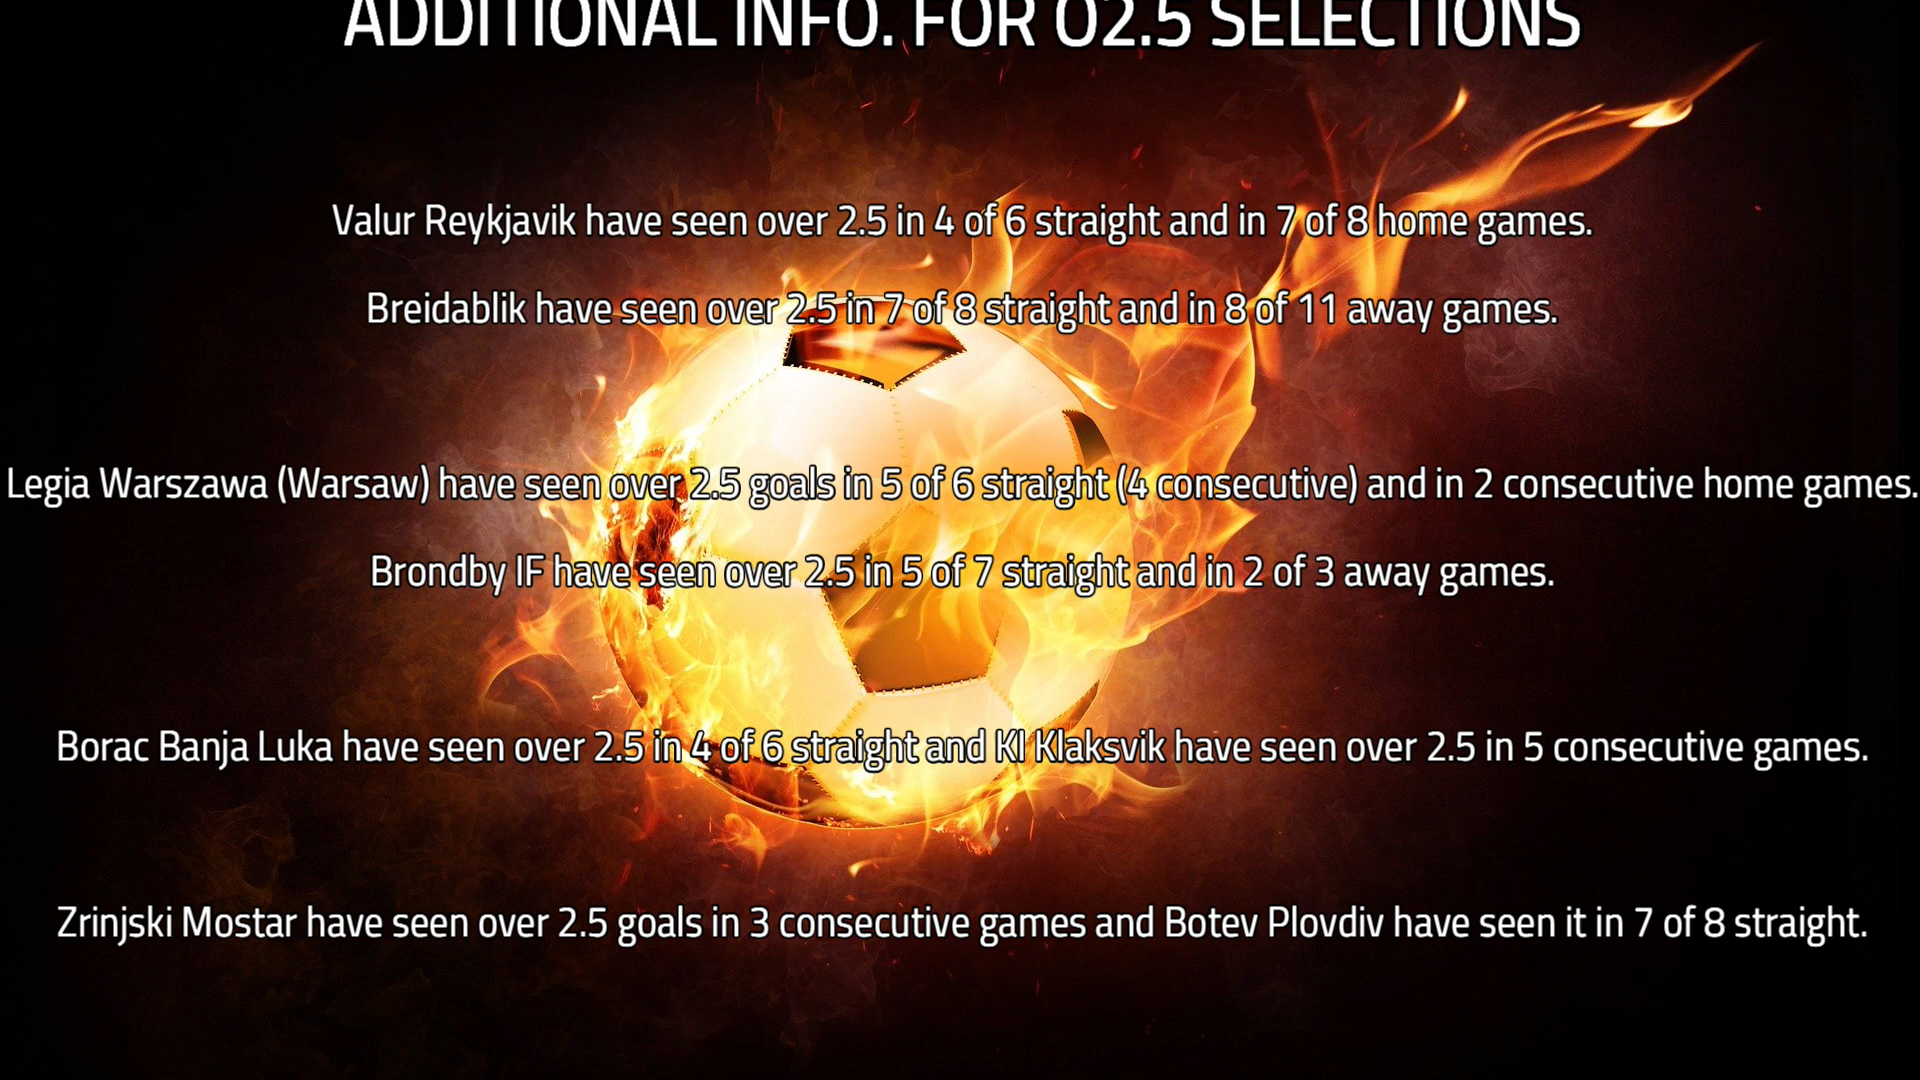 ADDITIONAL INFO. FOR O2.5 SELECTIONS
Valur Reykjavik have seen over 2.5 in 4 of 6 straight and in 7 of 8 home games.
Breidablik have seen over 2.5 in 7 of 8 straight and in 8 of 11 away games.
Legia Warszawa (Warsaw) have seen over 2.5 goals in 5 of 6 straight (4 consecutive) and in 2 consecutive home games.
Brondby IF have seen over 2.5 in 5 of 7 straight and in 2 of 3 away games.
Borac Banja Luka have seen over 2.5 in 4 of 6 straight and KI Klaksvik have seen over 2.5 in 5 consecutive games.
Zrinjski Mostar have seen over 2.5 goals in 3 consecutive games and Botev Plovdiv have seen it in 7 of 8 straight.